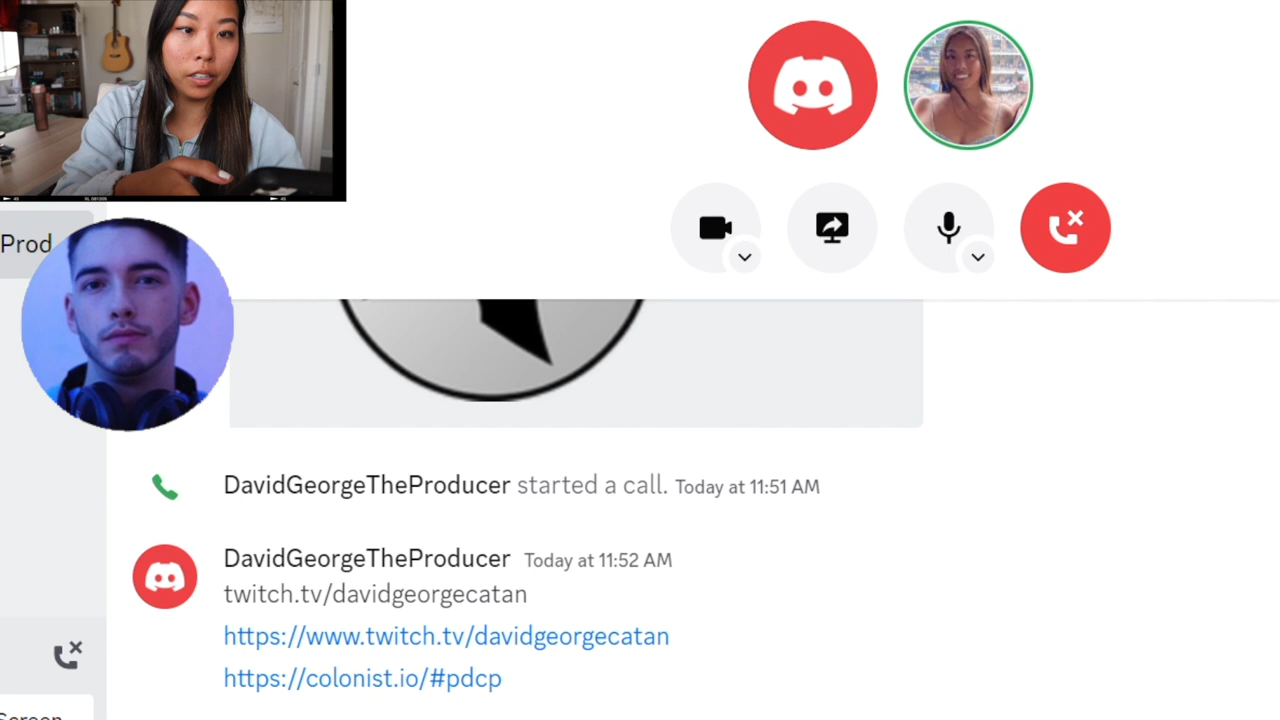 Prod
DavidGeorgeTheProducer started a call. Today at 11:51 AM
DavidGeorgeTheProducer Today at 11:52 AM
twitch.tv/davidgeorgecatan
https://www.twitch.tv/davidgeorgecatan
https://colonist.io/#pdcp
Screen